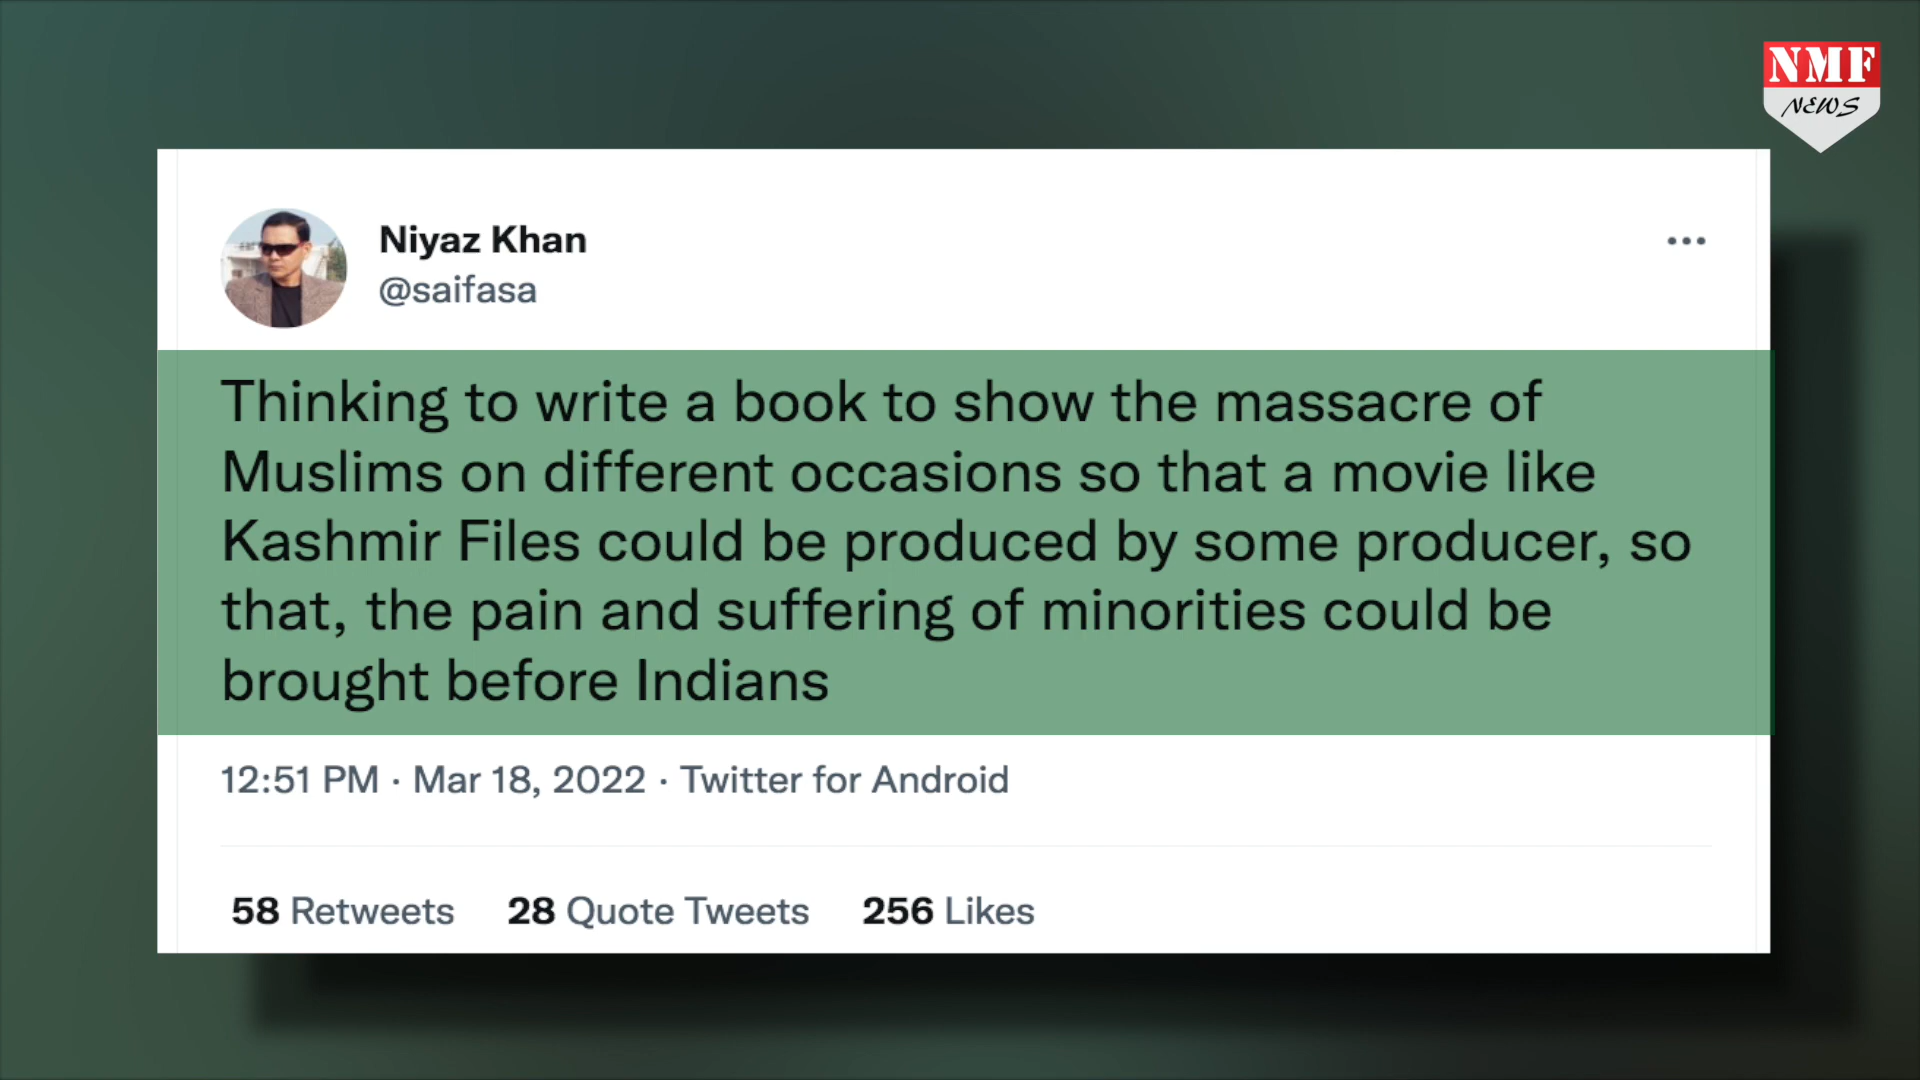 NMF
NEWS
Niyaz Khan
@saifasa
Thinking to write a book to show the massacre of
Muslims on different occasions so that a movie like
Kashmir Files could be produced by some producer, so
that, the pain and suffering of minorities could be
brought before Indians
12:51 PM · Mar 18, 2022 · Twitter for Android
58 Retweets 28 Quote Tweets 256 Likes